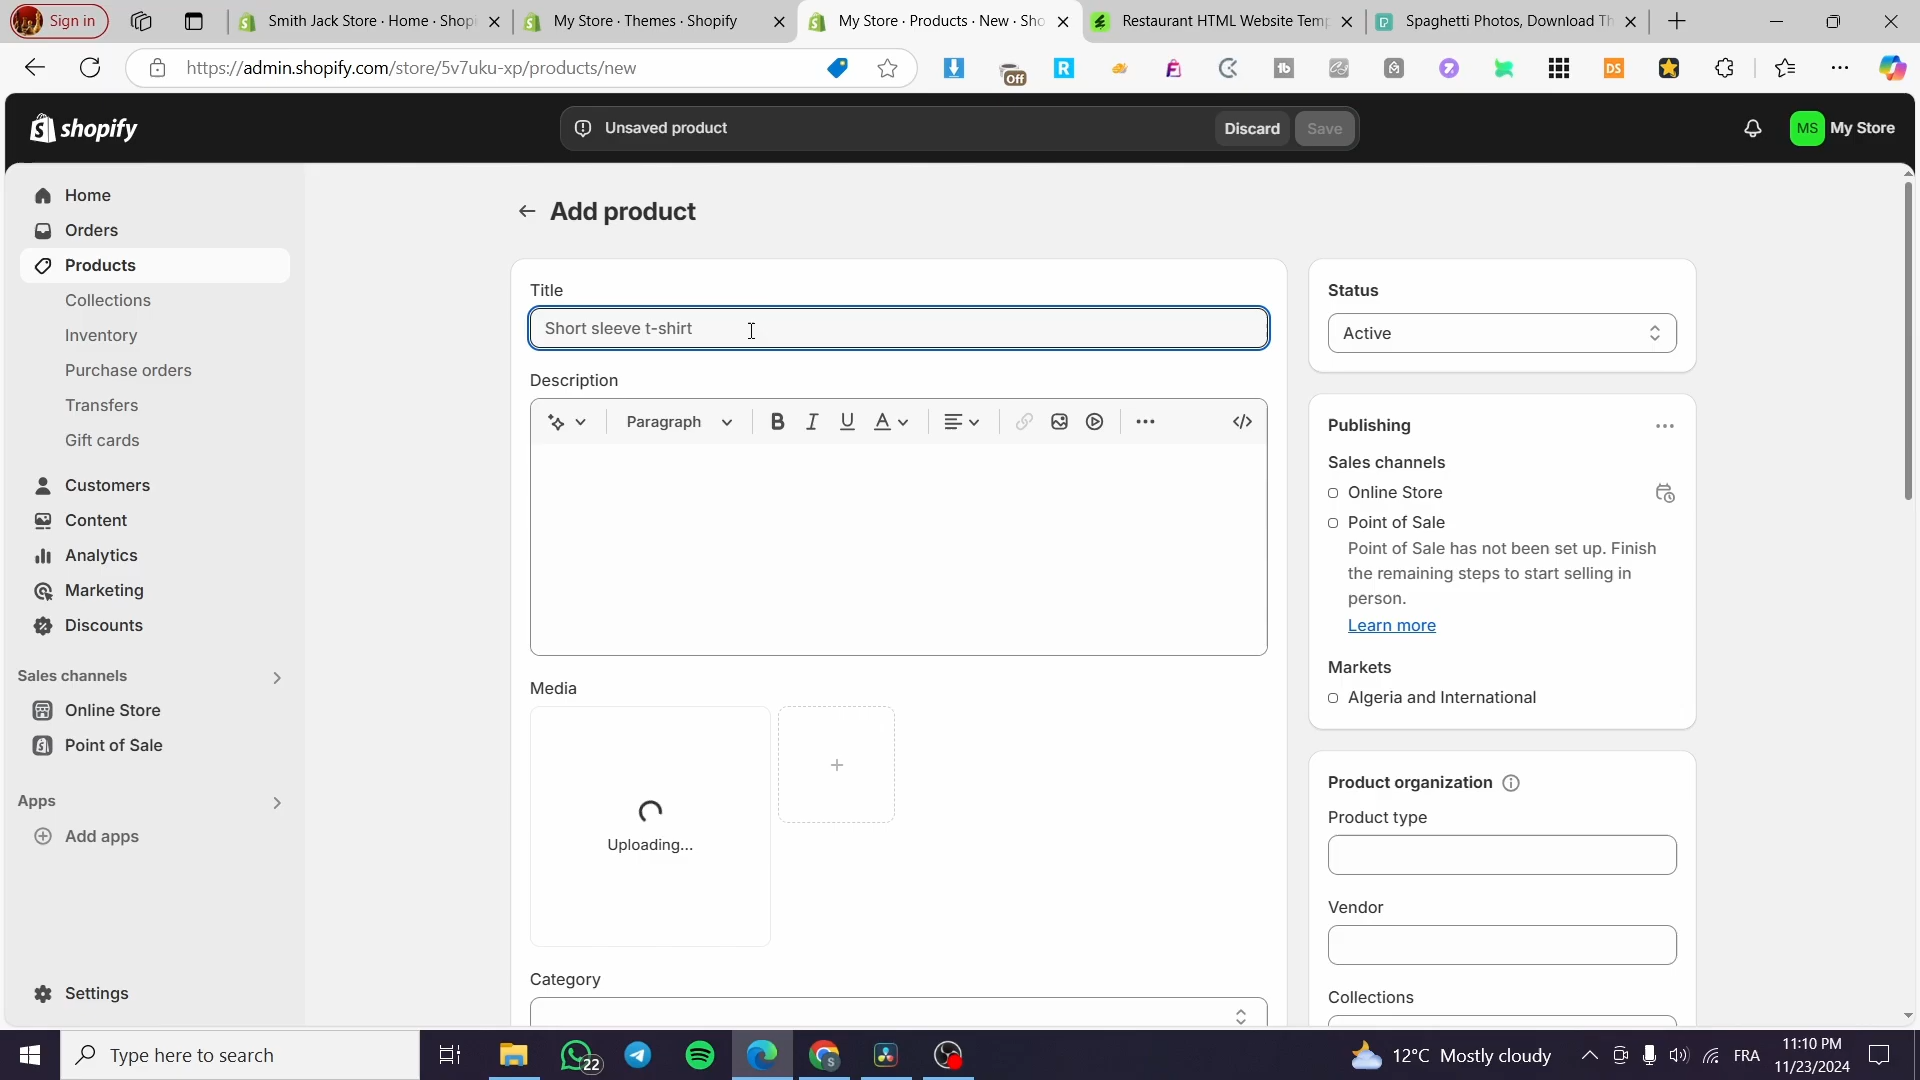 Sign in
Smith Jack Store · Home · Shopi
My Store · Themes · Shopify
My Store · Products · New · Sho
Restaurant HTML Website Temp
Spaghetti Photos, Download Th
https://admin.shopify.com/store/5v7uku-xp/products/new
Off
DS
shopify
Unsaved product
Discard
Save
MS
My Store
Home
Orders
Products
Collections
Inventory
Purchase orders
Transfers
Gift cards
Customers
Content
Analytics
Marketing
Discounts
Sales channels
Online Store
Point of Sale
Apps
Add apps
Settings
Add product
Title
Short sleeve t-shirt
Description
Paragraph
Media
Uploading...
Category
Status
Active
Publishing
Sales channels
Online Store
Point of Sale
Point of Sale has not been set up. Finish
the remaining steps to start selling in
person.
Learn more
Markets
Algeria and International
Product organization
Product type
Vendor
Collections
Type here to search
22
12°C Mostly cloudy
FRA
11:10 PM
11/23/2024